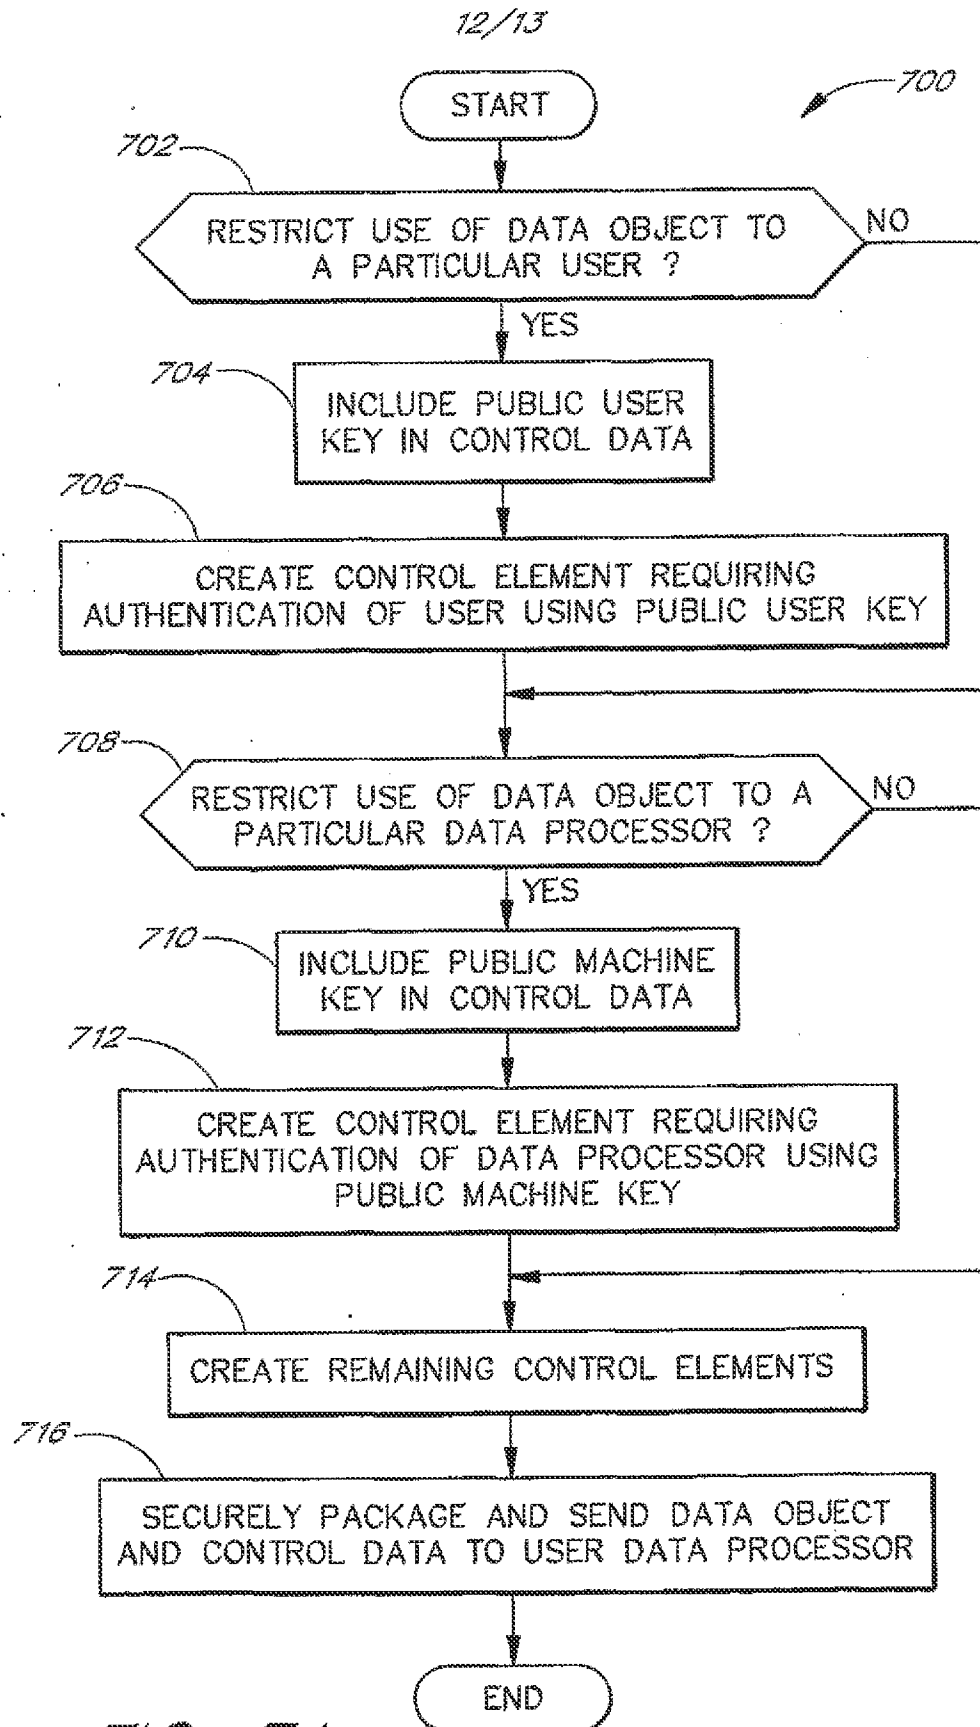 12/13
START
700
702
RESTRICT USE OF DATA OBJECT TO
A PARTICULAR USER ?
NO
YES
704
INCLUDE PUBLIC USER
KEY IN CONTROL DATA
706
CREATE CONTROL ELEMENT REQUIRING
AUTHENTICATION OF USER USING PUBLIC USER KEY
708
RESTRICT USE OF DATA OBJECT TO A
PARTICULAR DATA PROCESSOR ?
NO
YES
710
INCLUDE PUBLIC MACHINE
KEY IN CONTROL DATA
712
CREATE CONTROL ELEMENT REQUIRING
AUTHENTICATION OF DATA PROCESSOR USING
PUBLIC MACHINE KEY
714
CREATE REMAINING CONTROL ELEMENTS
716
SECURELY PACKAGE AND SEND DATA OBJECT
AND CONTROL DATA TO USER DATA PROCESSOR
END